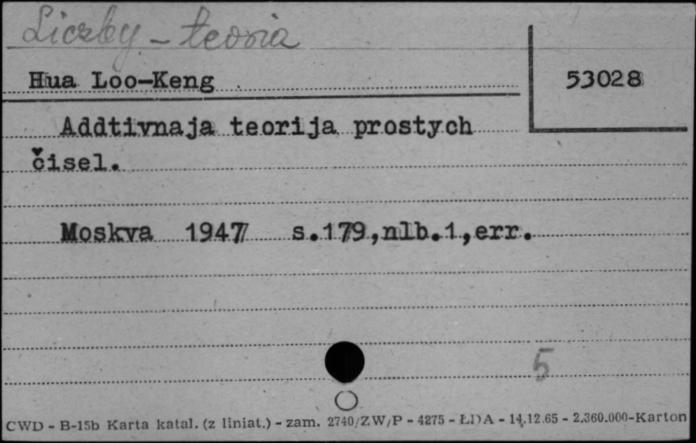 Liczby - teoria
Hua Loo-Keng
53028
Addtivnaja teorija prostych
čisel.
Moskva 1947 s.179,nlb.1,err.
5
CWD - B-15b Karta katal. (z liniat.) - zam. 2740/ZW/P - 4275 - ŁDA - 14.12.65 - 2.360.000-Karton